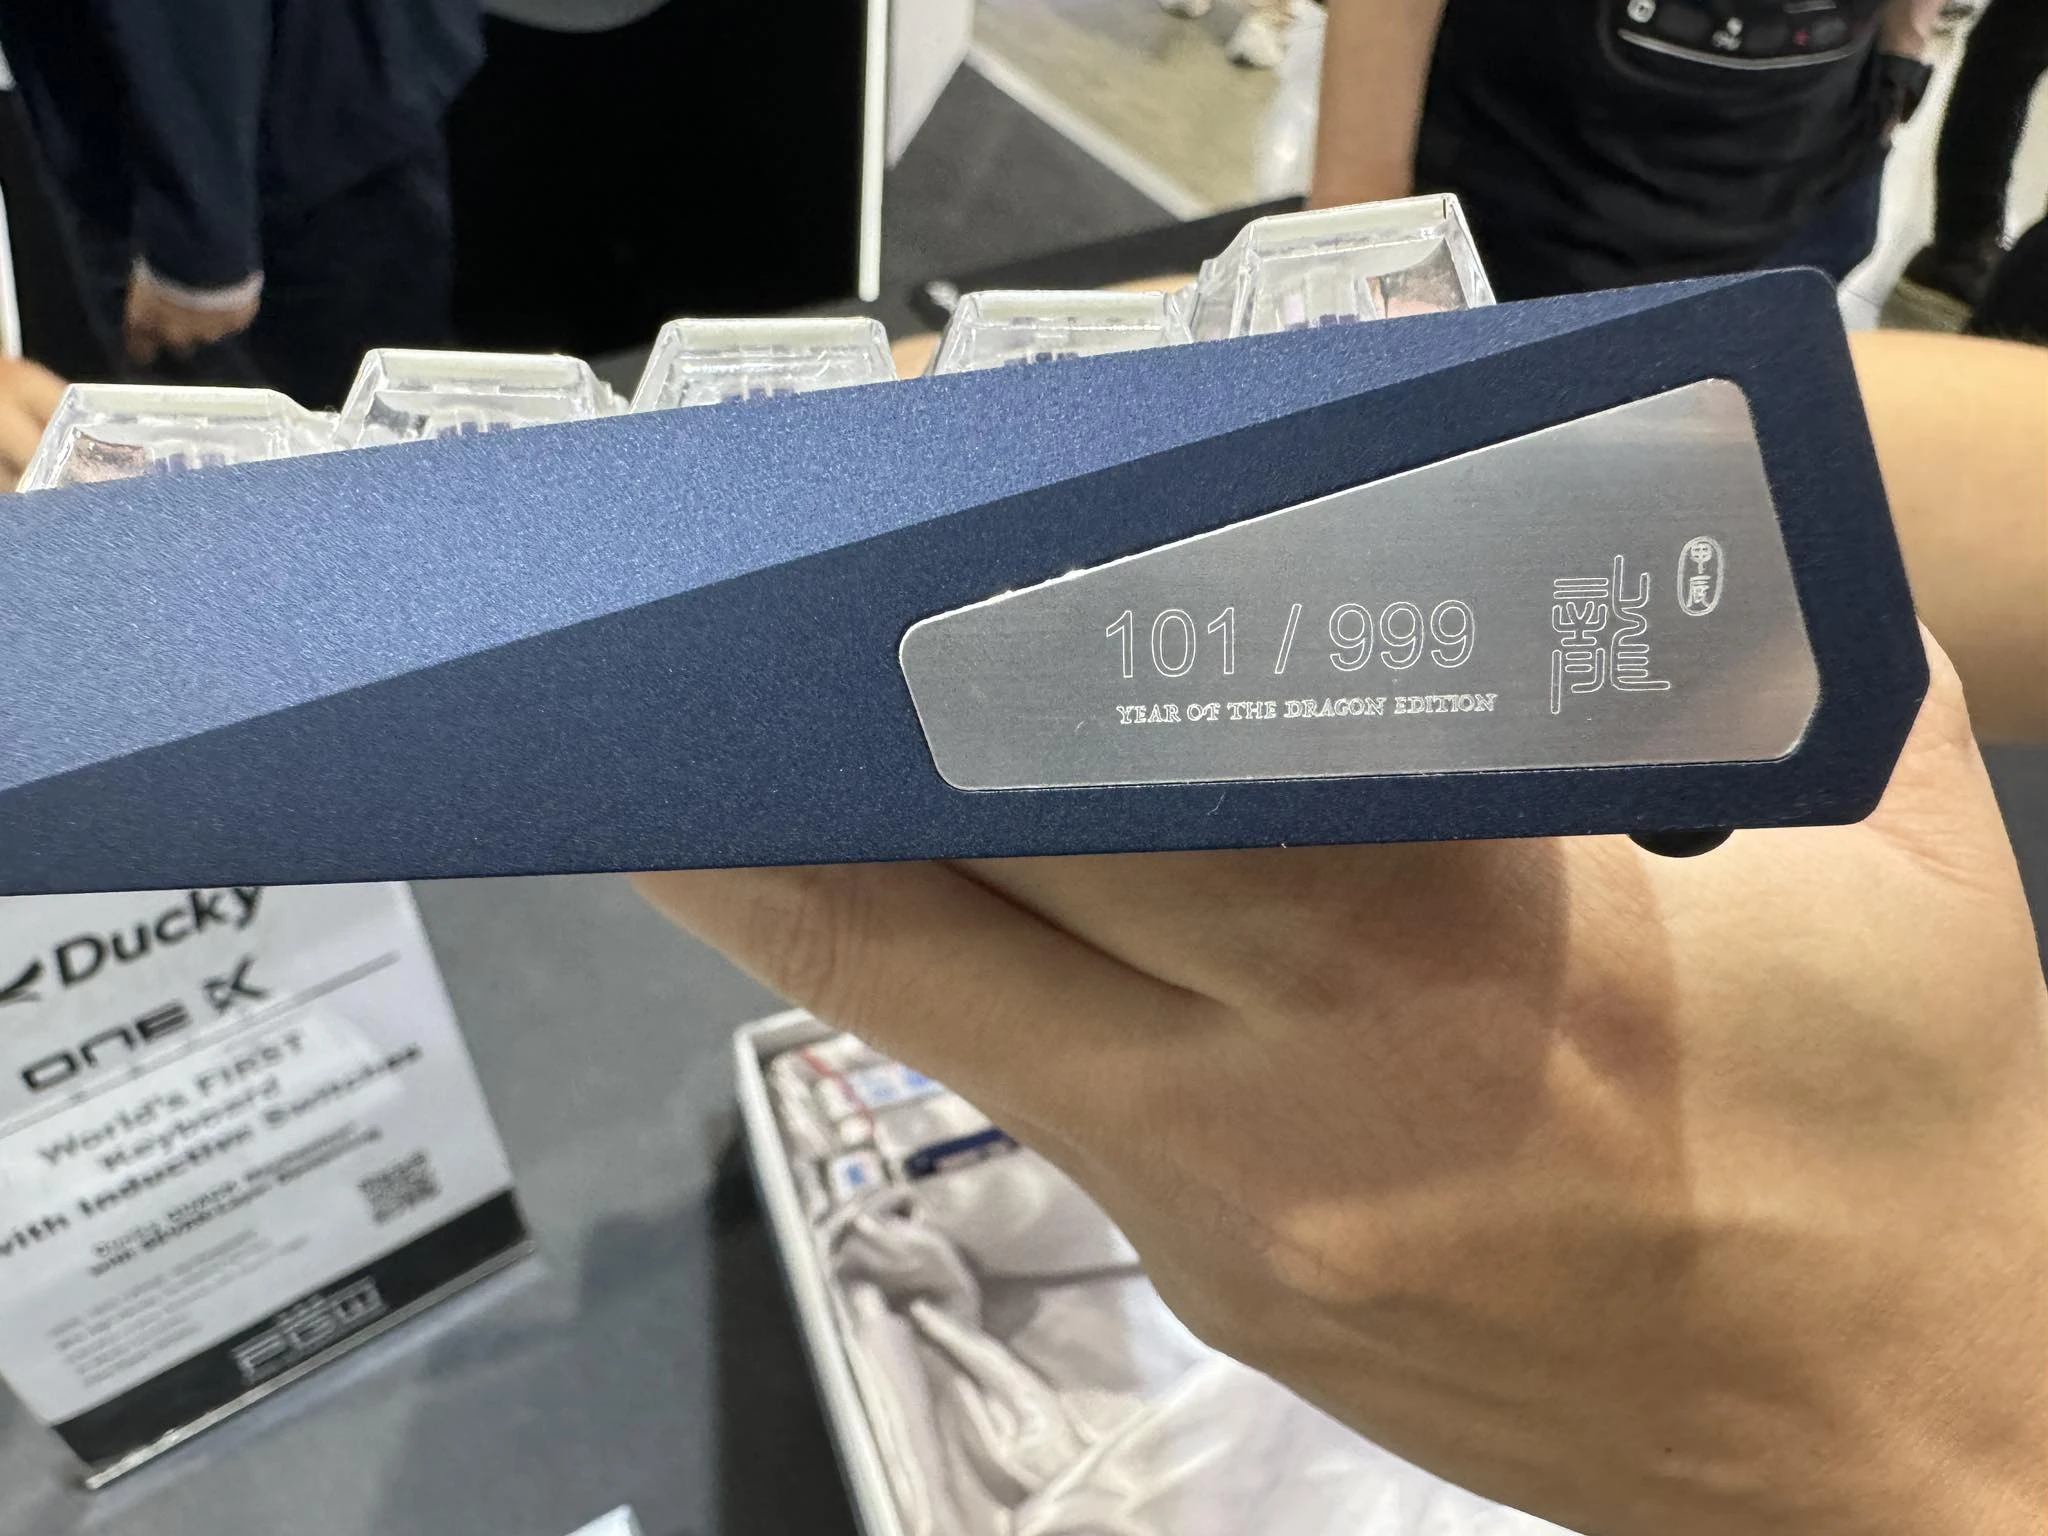 101 / 999
YEAR OF THE DRAGON EDITION
龍
甲辰
Ducky
ONE X
World's FIRST
Keyboard
with Inductive Switches